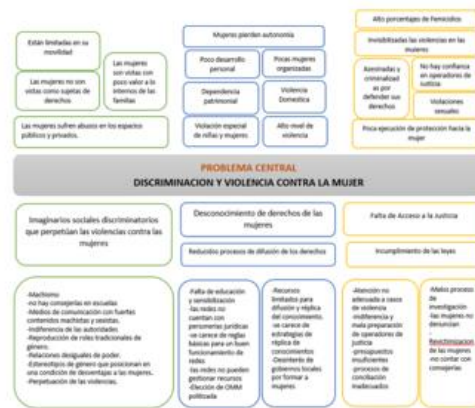 Están limitadas en su
movilidad
Las mujeres
son vistas con
poco valor a lo
internos de las
familias
Las mujeres no son
vistas como sujetas de
derechos
Las mujeres sufren abusos en los espacios
públicos y privados.
Mujeres pierden autonomía
Poco desarrollo
personal
Pocas mujeres
organizadas
Dependencia
patrimonial
Violencia
Domestica
Violación especial
de niñas y mujeres
Alto nivel de
violencia
Alto porcentajes de Femicidios
Invisibilizadas las violencias en las
mujeres
Asesinadas y
criminalizad
as por
defender sus
derechos
No hay confianza
en operadores de
justicia.
Violaciones
sexuales
Poca ejecución de protección hacia la
mujer
PROBLEMA CENTRAL
DISCRIMINACION Y VIOLENCIA CONTRA LA MUJER
Imaginarios sociales discriminatorios
que perpetúan las violencias contra las
mujeres
Desconocimiento de derechos de las
mujeres
Reducidos procesos de difusión de los derechos
Falta de Acceso a la Justicia
Incumplimiento de las leyes
-Machismo
-no hay consejerías en escuelas
-Medios de comunicación con fuertes
contenidos machistas y sexistas.
-Indiferencia de las autoridades
-Reproducción de roles tradicionales de
género.
-Relaciones desiguales de poder.
-Estereotipos de género que posicionan en
una condición de desventajas a las mujeres.
-Perpetuación de las violencias.
-Falta de educación
y sensibilización
-las redes no
cuentan con
personerías jurídicas
-se carece de reglas
básicas para un buen
funcionamiento de
redes
-las redes no pueden
gestionar recursos
-Elección de OMM
politizada
-Recursos
limitados para
difusión y réplica
del conocimiento.
-se carece de
estrategias de
réplica de
conocimientos
-Desinterés de
gobiernos locales
por formar a
mujeres
-Atención no
adecuada a casos
de violencia
-indiferencia y
mala preparación
de operadores de
justicia
-presupuestos
insuficientes
-procesos de
conciliación
inadecuados
-Malos proceso
de
investigación
-las mujeres no
denuncian
-
Revictimizacion
de las mujeres
-no contar con
consejerías